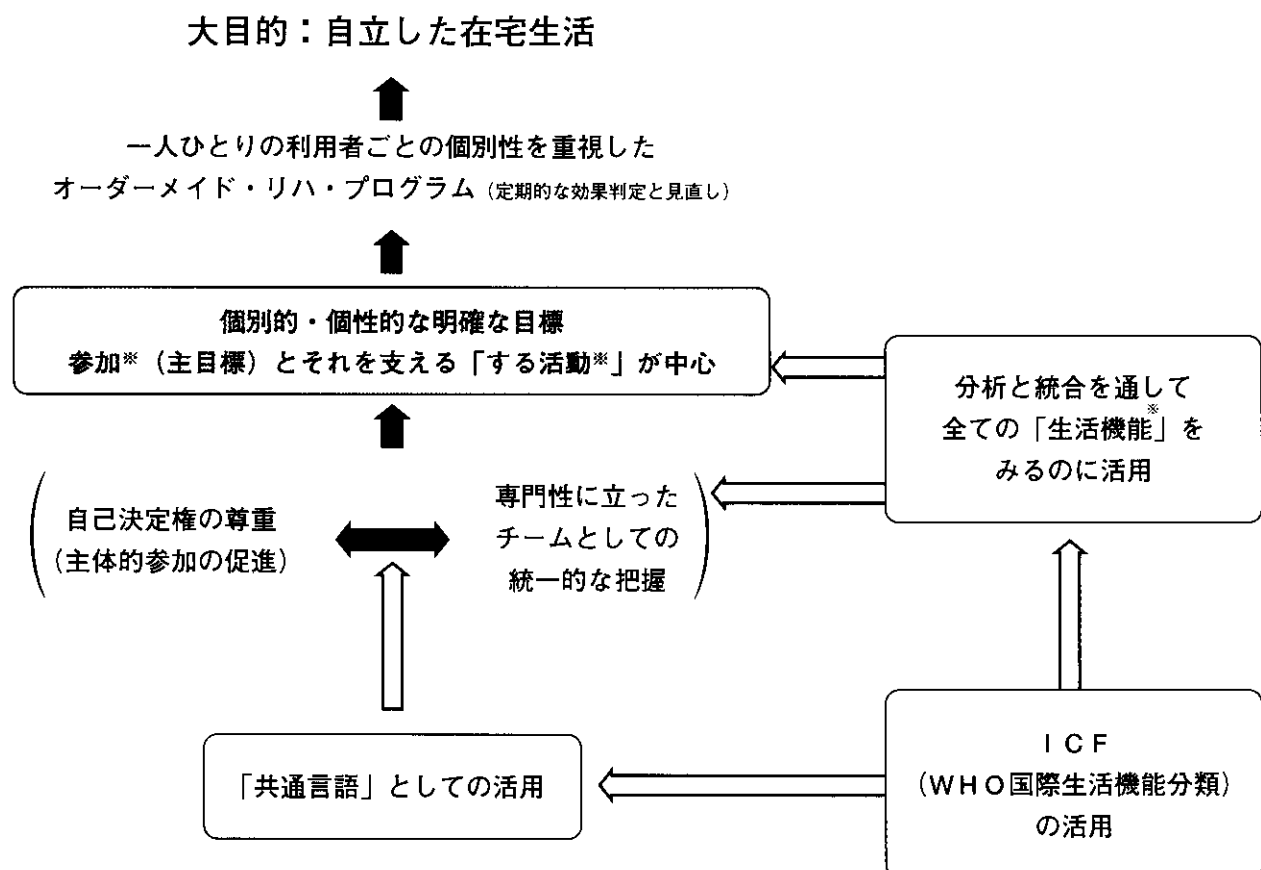 大目的：自立した在宅生活
一人ひとりの利用者ごとの個別性を重視した
オーダーメイド・リハ・プログラム（定期的な効果判定と見直し）
個別的・個性的な明確な目標
参加※（主目標）とそれを支える「する活動※」が中心
分析と統合を通して
全ての「生活機能※」を
みるのに活用
自己決定権の尊重
（主体的参加の促進）
専門性に立った
チームとしての
統一的な把握
「共通言語」としての活用
ＩＣＦ
（ＷＨＯ国際生活機能分類）
の活用